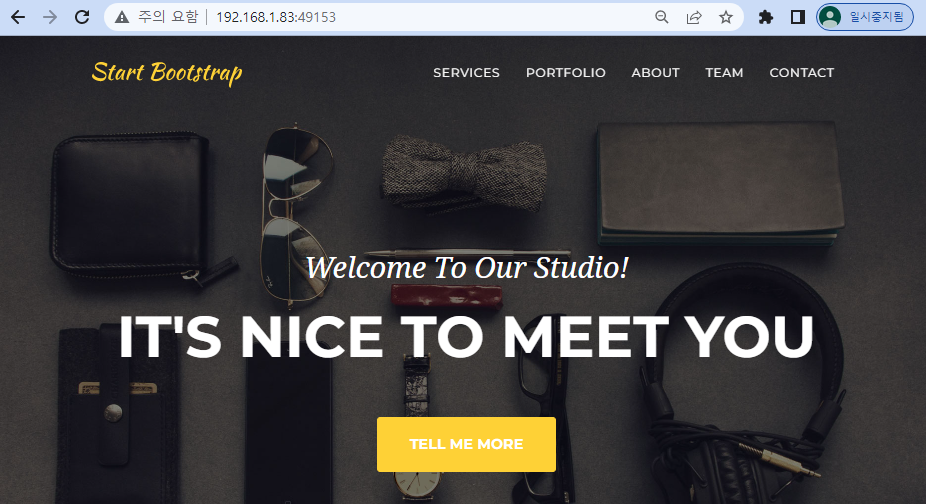 주의 요함 192.168.1.83:49153 일시중지됨
Start Bootstrap SERVICES PORTFOLIO ABOUT TEAM CONTACT
Welcome To Our Studio!
IT'S NICE TO MEET YOU
TELL ME MORE